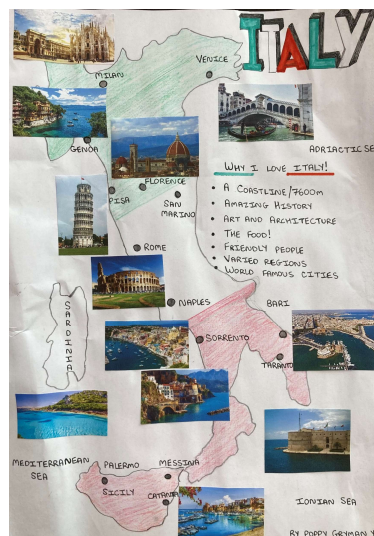 ITALY
VENICE
MILAN
ADRIACTIC SE
GENOA
WHY I LOVE ITALY!
FLORENCE
• A COASTLINE/7600m
PISA
SAN
MARINO
• AMAZING HISTORY
• ART AND ARCHITECTURE
• THE FOOD!
• FRIENDLY PEOPLE
• VARIED REGIONS
• WORLD FAMOUS CITIES
ROME
NAPLES
BARI
SARDINIA
SORRENTO
TARANTO
MEDITERRANEAN
SEA
PALERMO
MESSINA
SICILY
CATANIA
IONIAN SEA
BY POPPY GRYMAN Y